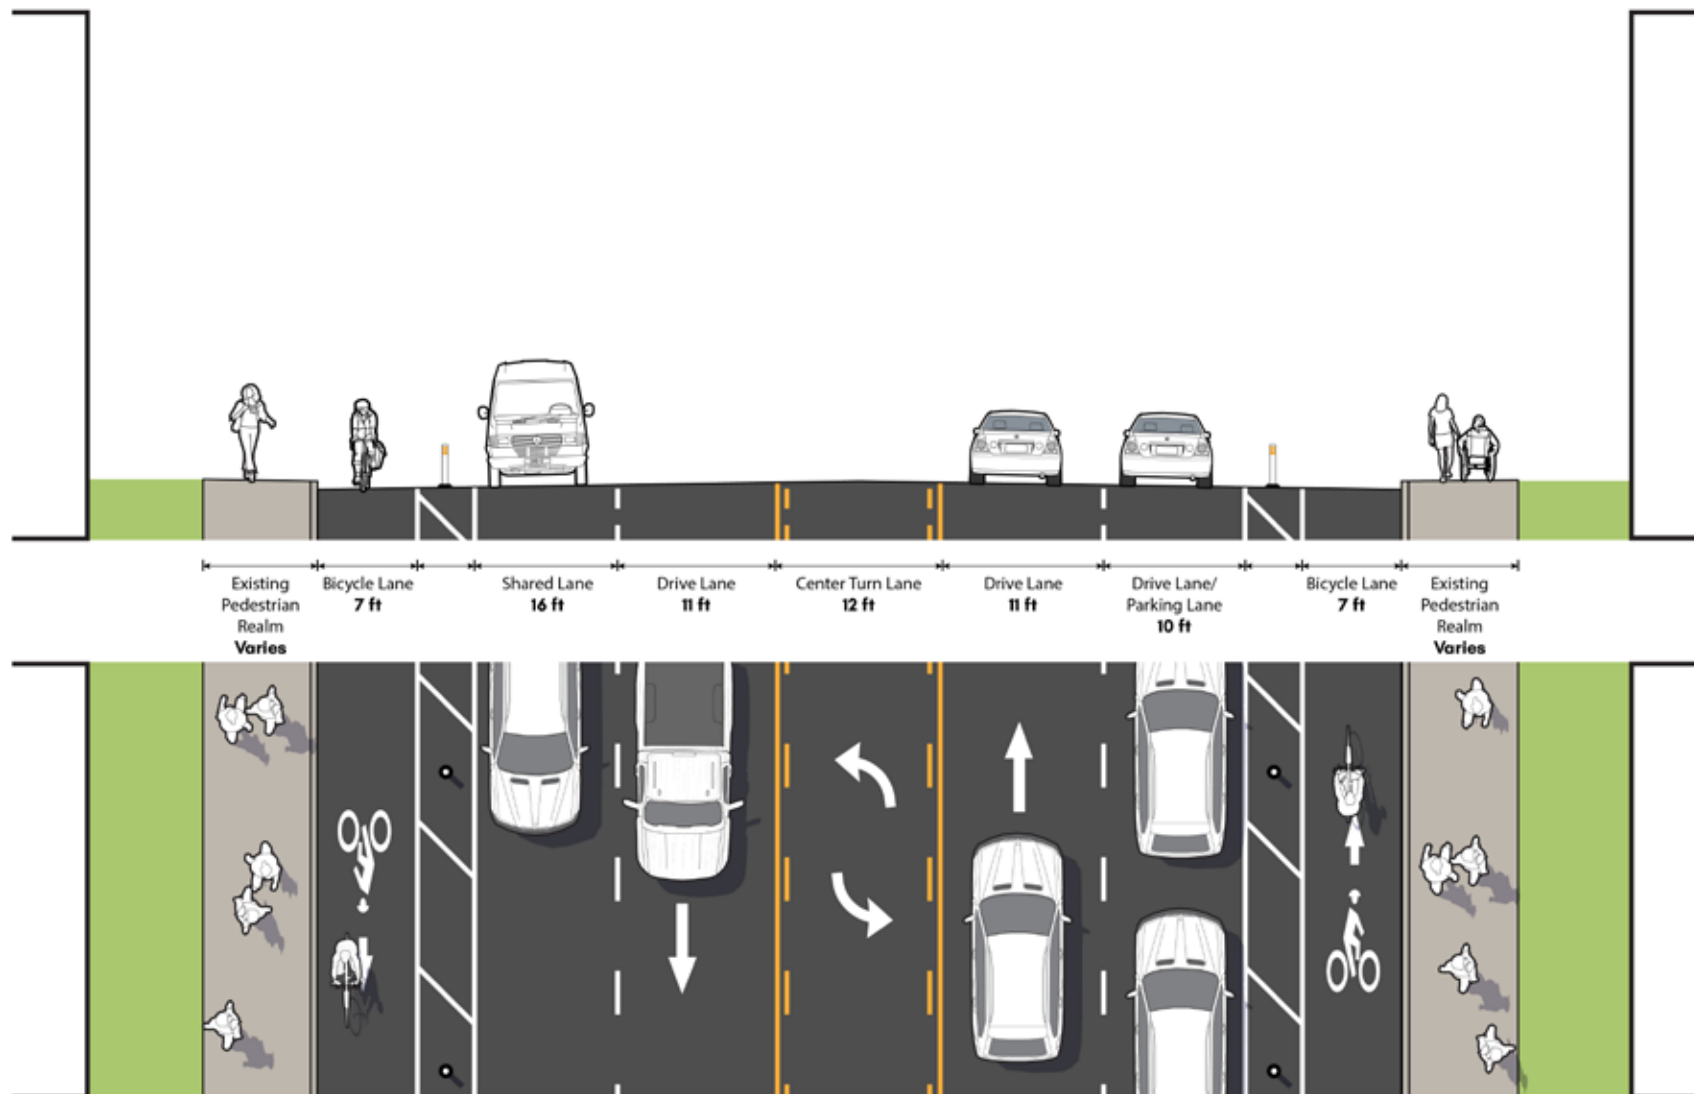 Existing
Pedestrian
Realm
Varies
Bicycle Lane
7 ft
Shared Lane
16 ft
Drive Lane
11 ft
Center Turn Lane
12 ft
Drive Lane
11 ft
Drive Lane/
Parking Lane
10 ft
Bicycle Lane
7 ft
Existing
Pedestrian
Realm
Varies